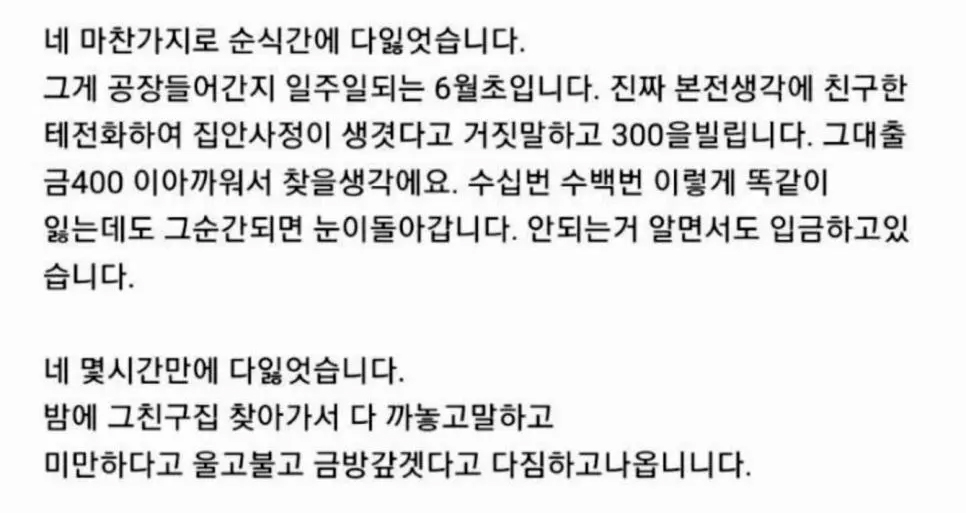 네 마찬가지로 순식간에 다잃엇습니다.
그게 공장들어간지 일주일되는 6월초입니다. 진짜 본전생각에 친구한
테전화하여 집안사정이 생겻다고 거짓말하고 300을빌립니다. 그대출
금400 이아까워서 찾을생각에요. 수십번 수백번 이렇게 똑같이
잃는데도 그순간되면 눈이돌아갑니다. 안되는거 알면서도 입금하고있
습니다.
네 몇시간만에 다잃엇습니다.
밤에 그친구집 찾아가서 다 까놓고말하고
미만하다고 울고불고 금방갚겟다고 다짐하고나옵니니다.